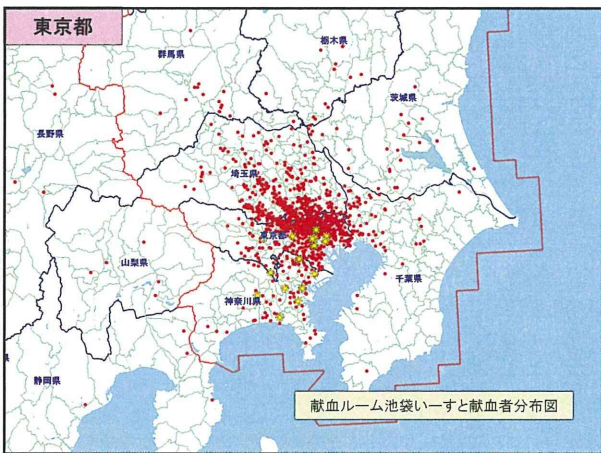 東京都
栃木県
群馬県
茨城県
長野県
埼玉県
東京都
山梨県
千葉県
神奈川県
静岡県
献血ルーム池袋いーすと献血者分布図